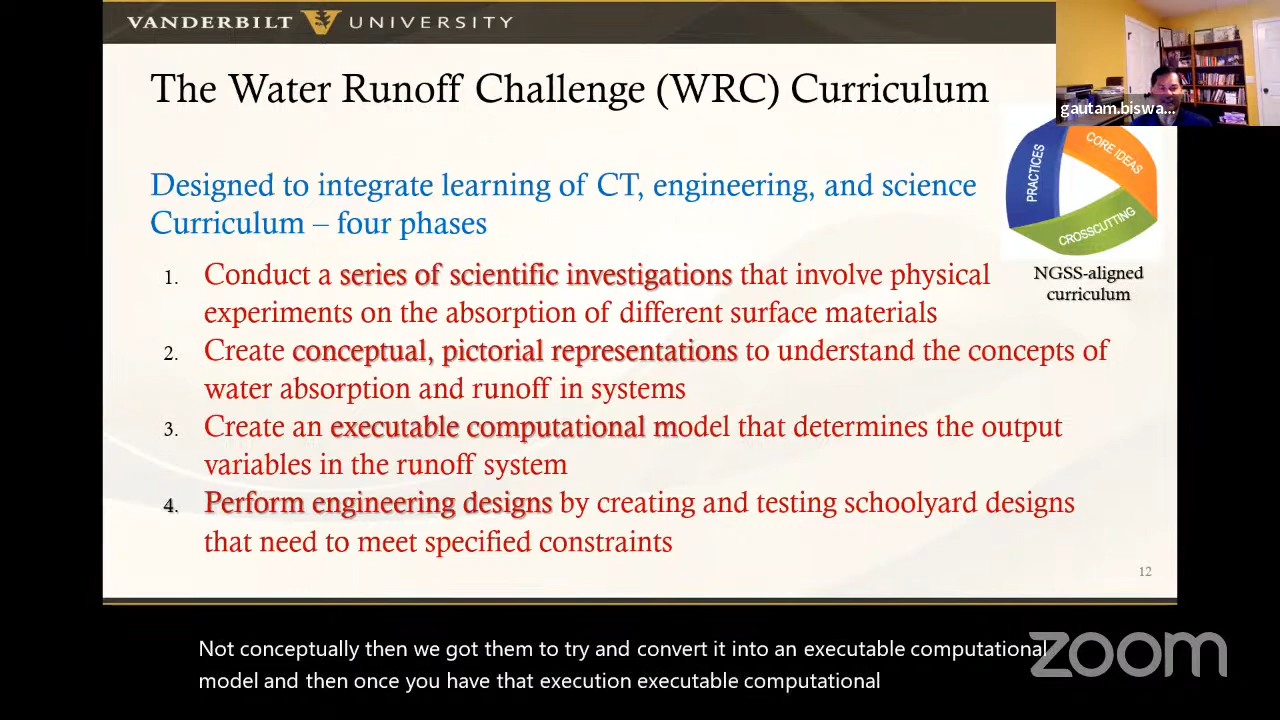 VANDERBILT UNIVERSITY
gautam.biswa...
The Water Runoff Challenge (WRC) Curriculum
PRACTICES
CORE IDEAS
CROSSCUTTING
NGSS-aligned
curriculum
Designed to integrate learning of CT, engineering, and science
Curriculum – four phases
1. Conduct a series of scientific investigations that involve physical
experiments on the absorption of different surface materials
2. Create conceptual, pictorial representations to understand the concepts of
water absorption and runoff in systems
3. Create an executable computational model that determines the output
variables in the runoff system
4. Perform engineering designs by creating and testing schoolyard designs
that need to meet specified constraints
12
Not conceptually then we got them to try and convert it into an executable computational
model and then once you have that execution executable computational
zoom